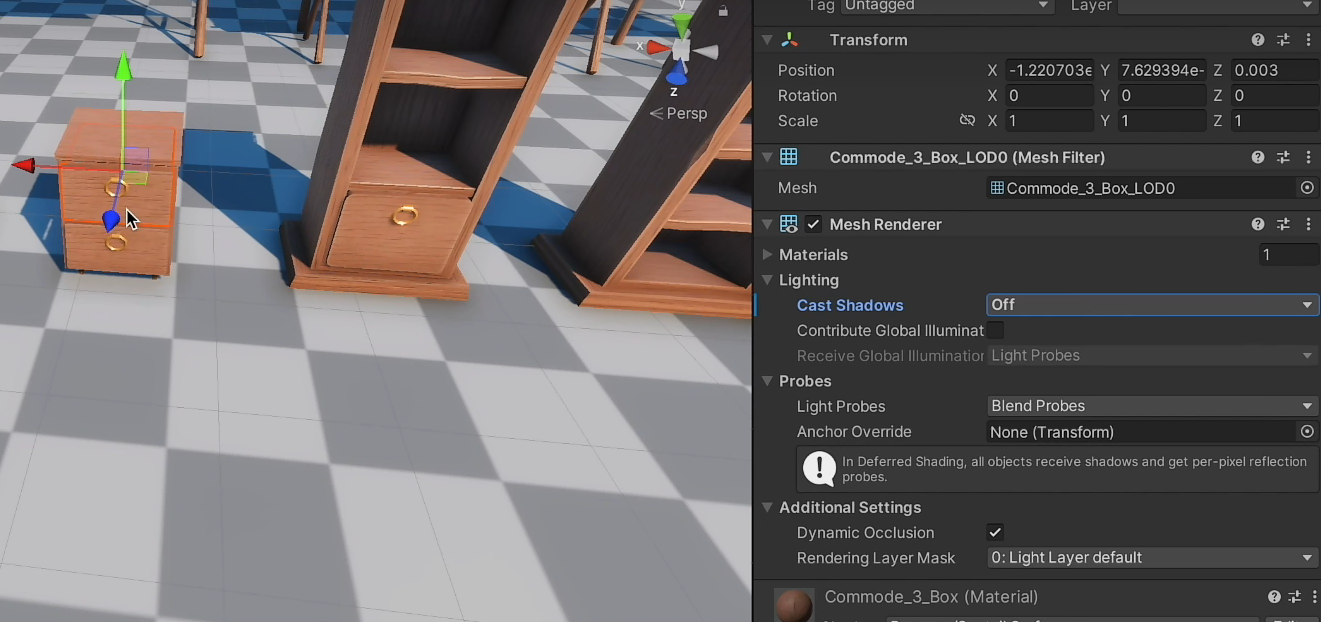 Tag Untagged Layer
Transform
Position X -1.220703e Y 7.629394e- Z 0.003
Rotation X 0 Y 0 Z 0
Scale X 1 Y 1 Z 1
Commode_3_Box_LOD0 (Mesh Filter)
Mesh Commode_3_Box_LOD0
Mesh Renderer
Materials 1
Lighting
Cast Shadows Off
Contribute Global Illuminat
Receive Global Illumination Light Probes
Probes
Light Probes Blend Probes
Anchor Override None (Transform)
In Deferred Shading, all objects receive shadows and get per-pixel reflection
probes.
Additional Settings
Dynamic Occlusion
Rendering Layer Mask 0: Light Layer default
Commode_3_Box (Material)
y
x
z
Persp